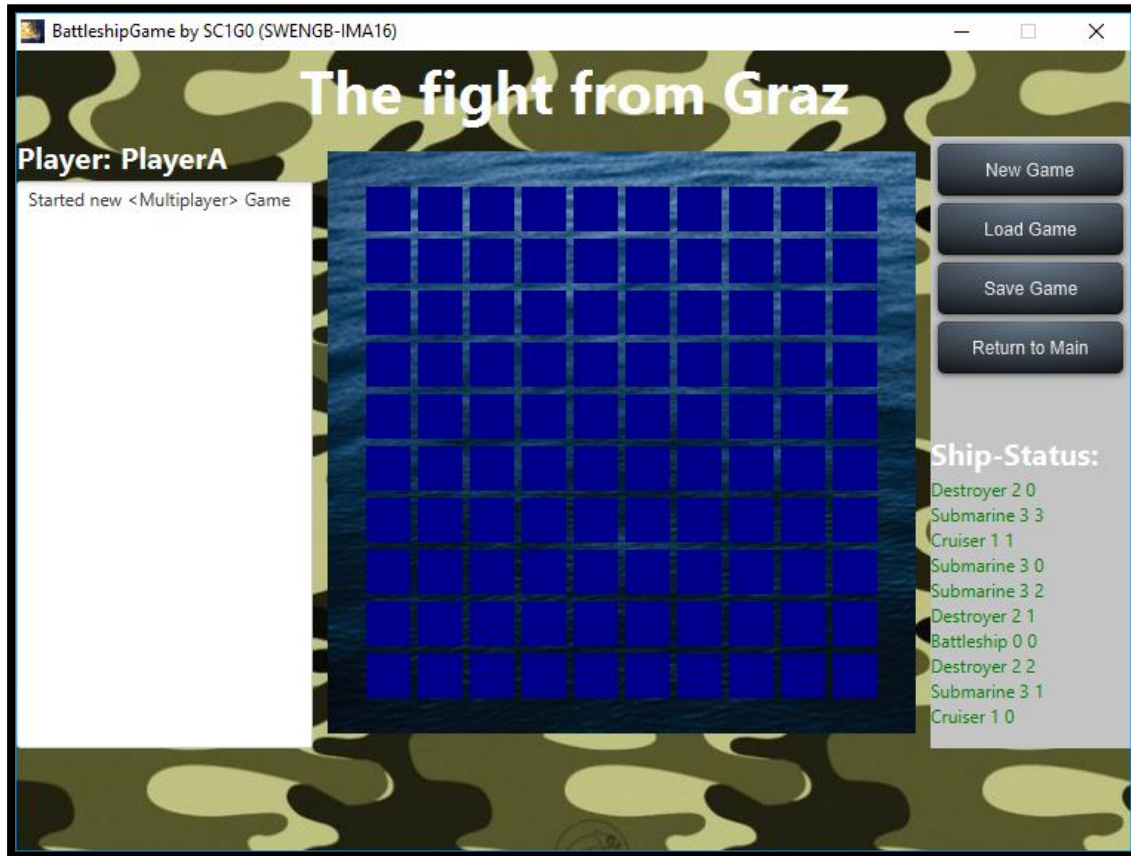 BattleshipGame by SC1G0 (SWENGB-IMA16)
The fight from Graz
Player: PlayerA
Started new <Multiplayer> Game
New Game
Load Game
Save Game
Return to Main
Ship-Status:
Destroyer 2 0
Submarine 3 3
Cruiser 1 1
Submarine 3 0
Submarine 3 2
Destroyer 2 1
Battleship 0 0
Destroyer 2 2
Submarine 3 1
Cruiser 1 0